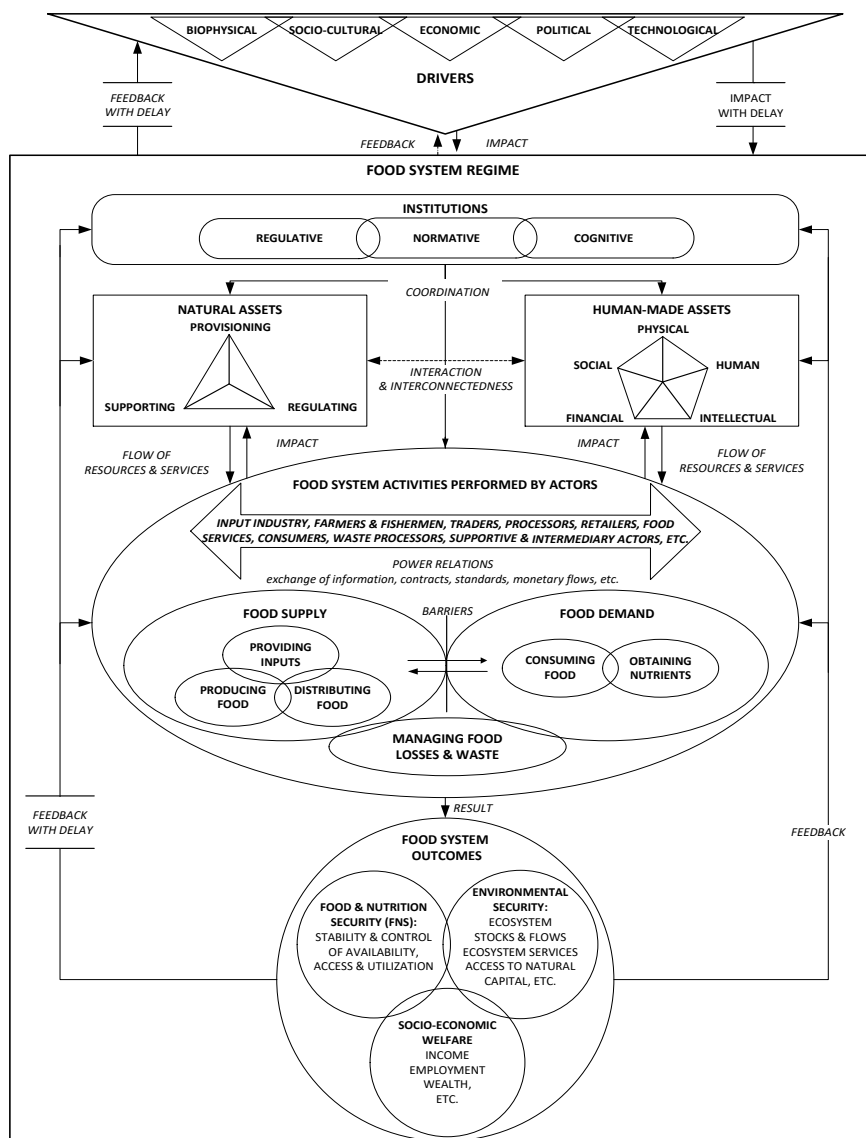 BIOPHYSICAL
SOCIO-CULTURAL
ECONOMIC
POLITICAL
TECHNOLOGICAL
DRIVERS
FEEDBACK
WITH DELAY
IMPACT
WITH DELAY
FEEDBACK
IMPACT
FOOD SYSTEM REGIME
INSTITUTIONS
REGULATIVE
NORMATIVE
COGNITIVE
COORDINATION
NATURAL ASSETS
PROVISIONING
SUPPORTING
REGULATING
HUMAN-MADE ASSETS
PHYSICAL
SOCIAL
HUMAN
FINANCIAL
INTELLECTUAL
INTERACTION
& INTERCONNECTEDNESS
FLOW OF
RESOURCES & SERVICES
IMPACT
IMPACT
FLOW OF
RESOURCES & SERVICES
FOOD SYSTEM ACTIVITIES PERFORMED BY ACTORS
INPUT INDUSTRY, FARMERS & FISHERMEN, TRADERS, PROCESSORS, RETAILERS, FOOD
SERVICES, CONSUMERS, WASTE PROCESSORS, SUPPORTIVE & INTERMEDIARY ACTORS, ETC.
POWER RELATIONS
exchange of information, contracts, standards, monetary flows, etc.
FOOD SUPPLY
BARRIERS
FOOD DEMAND
PROVIDING
INPUTS
PRODUCING
FOOD
DISTRIBUTING
FOOD
CONSUMING
FOOD
OBTAINING
NUTRIENTS
MANAGING FOOD
LOSSES & WASTE
RESULT
FEEDBACK
WITH DELAY
FEEDBACK
FOOD SYSTEM
OUTCOMES
FOOD & NUTRITION
SECURITY (FNS):
STABILITY & CONTROL
OF AVAILABILITY,
ACCESS & UTILIZATION
ENVIRONMENTAL
SECURITY:
ECOSYSTEM
STOCKS & FLOWS
ECOSYSTEM SERVICES
ACCESS TO NATURAL
CAPITAL, ETC.
SOCIO-ECONOMIC
WELFARE
INCOME
EMPLOYMENT
WEALTH,
ETC.